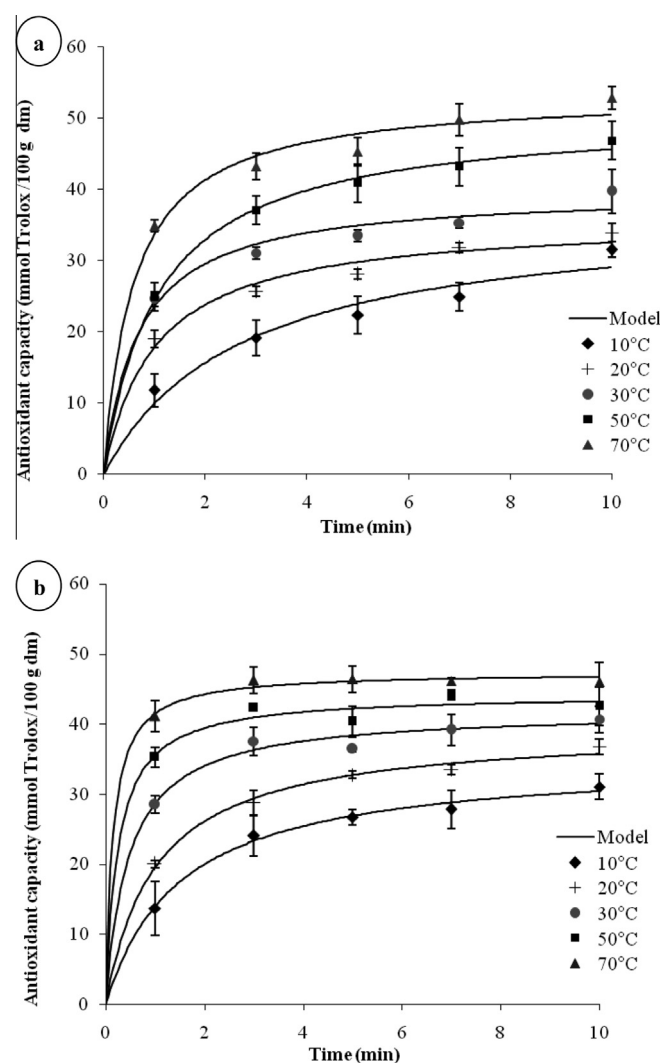 a
60
50
40
30
20
10
0
0 2 4 6 8 10
Antioxidant capacity (mmol Trolox /100 g dm)
Time (min)
Model
10°C
20°C
30°C
50°C
70°C
b
60
50
40
30
20
10
0
0 2 4 6 8 10
Antioxidant capacity (mmol Trolox/100 g dm)
Time (min)
Model
10°C
20°C
30°C
50°C
70°C